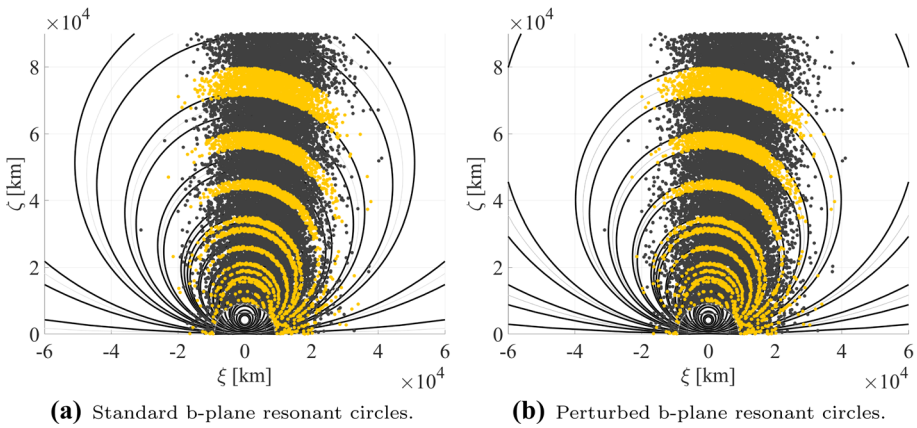 ×10⁴ ×10⁴
8 8
6 6
ζ [km] ζ [km]
4 4
2 2
0 0
-6 -4 -2 0 2 4 6 -6 -4 -2 0 2 4 6
ξ [km] ×10⁴ ξ [km] ×10⁴
(a) Standard b-plane resonant circles. (b) Perturbed b-plane resonant circles.